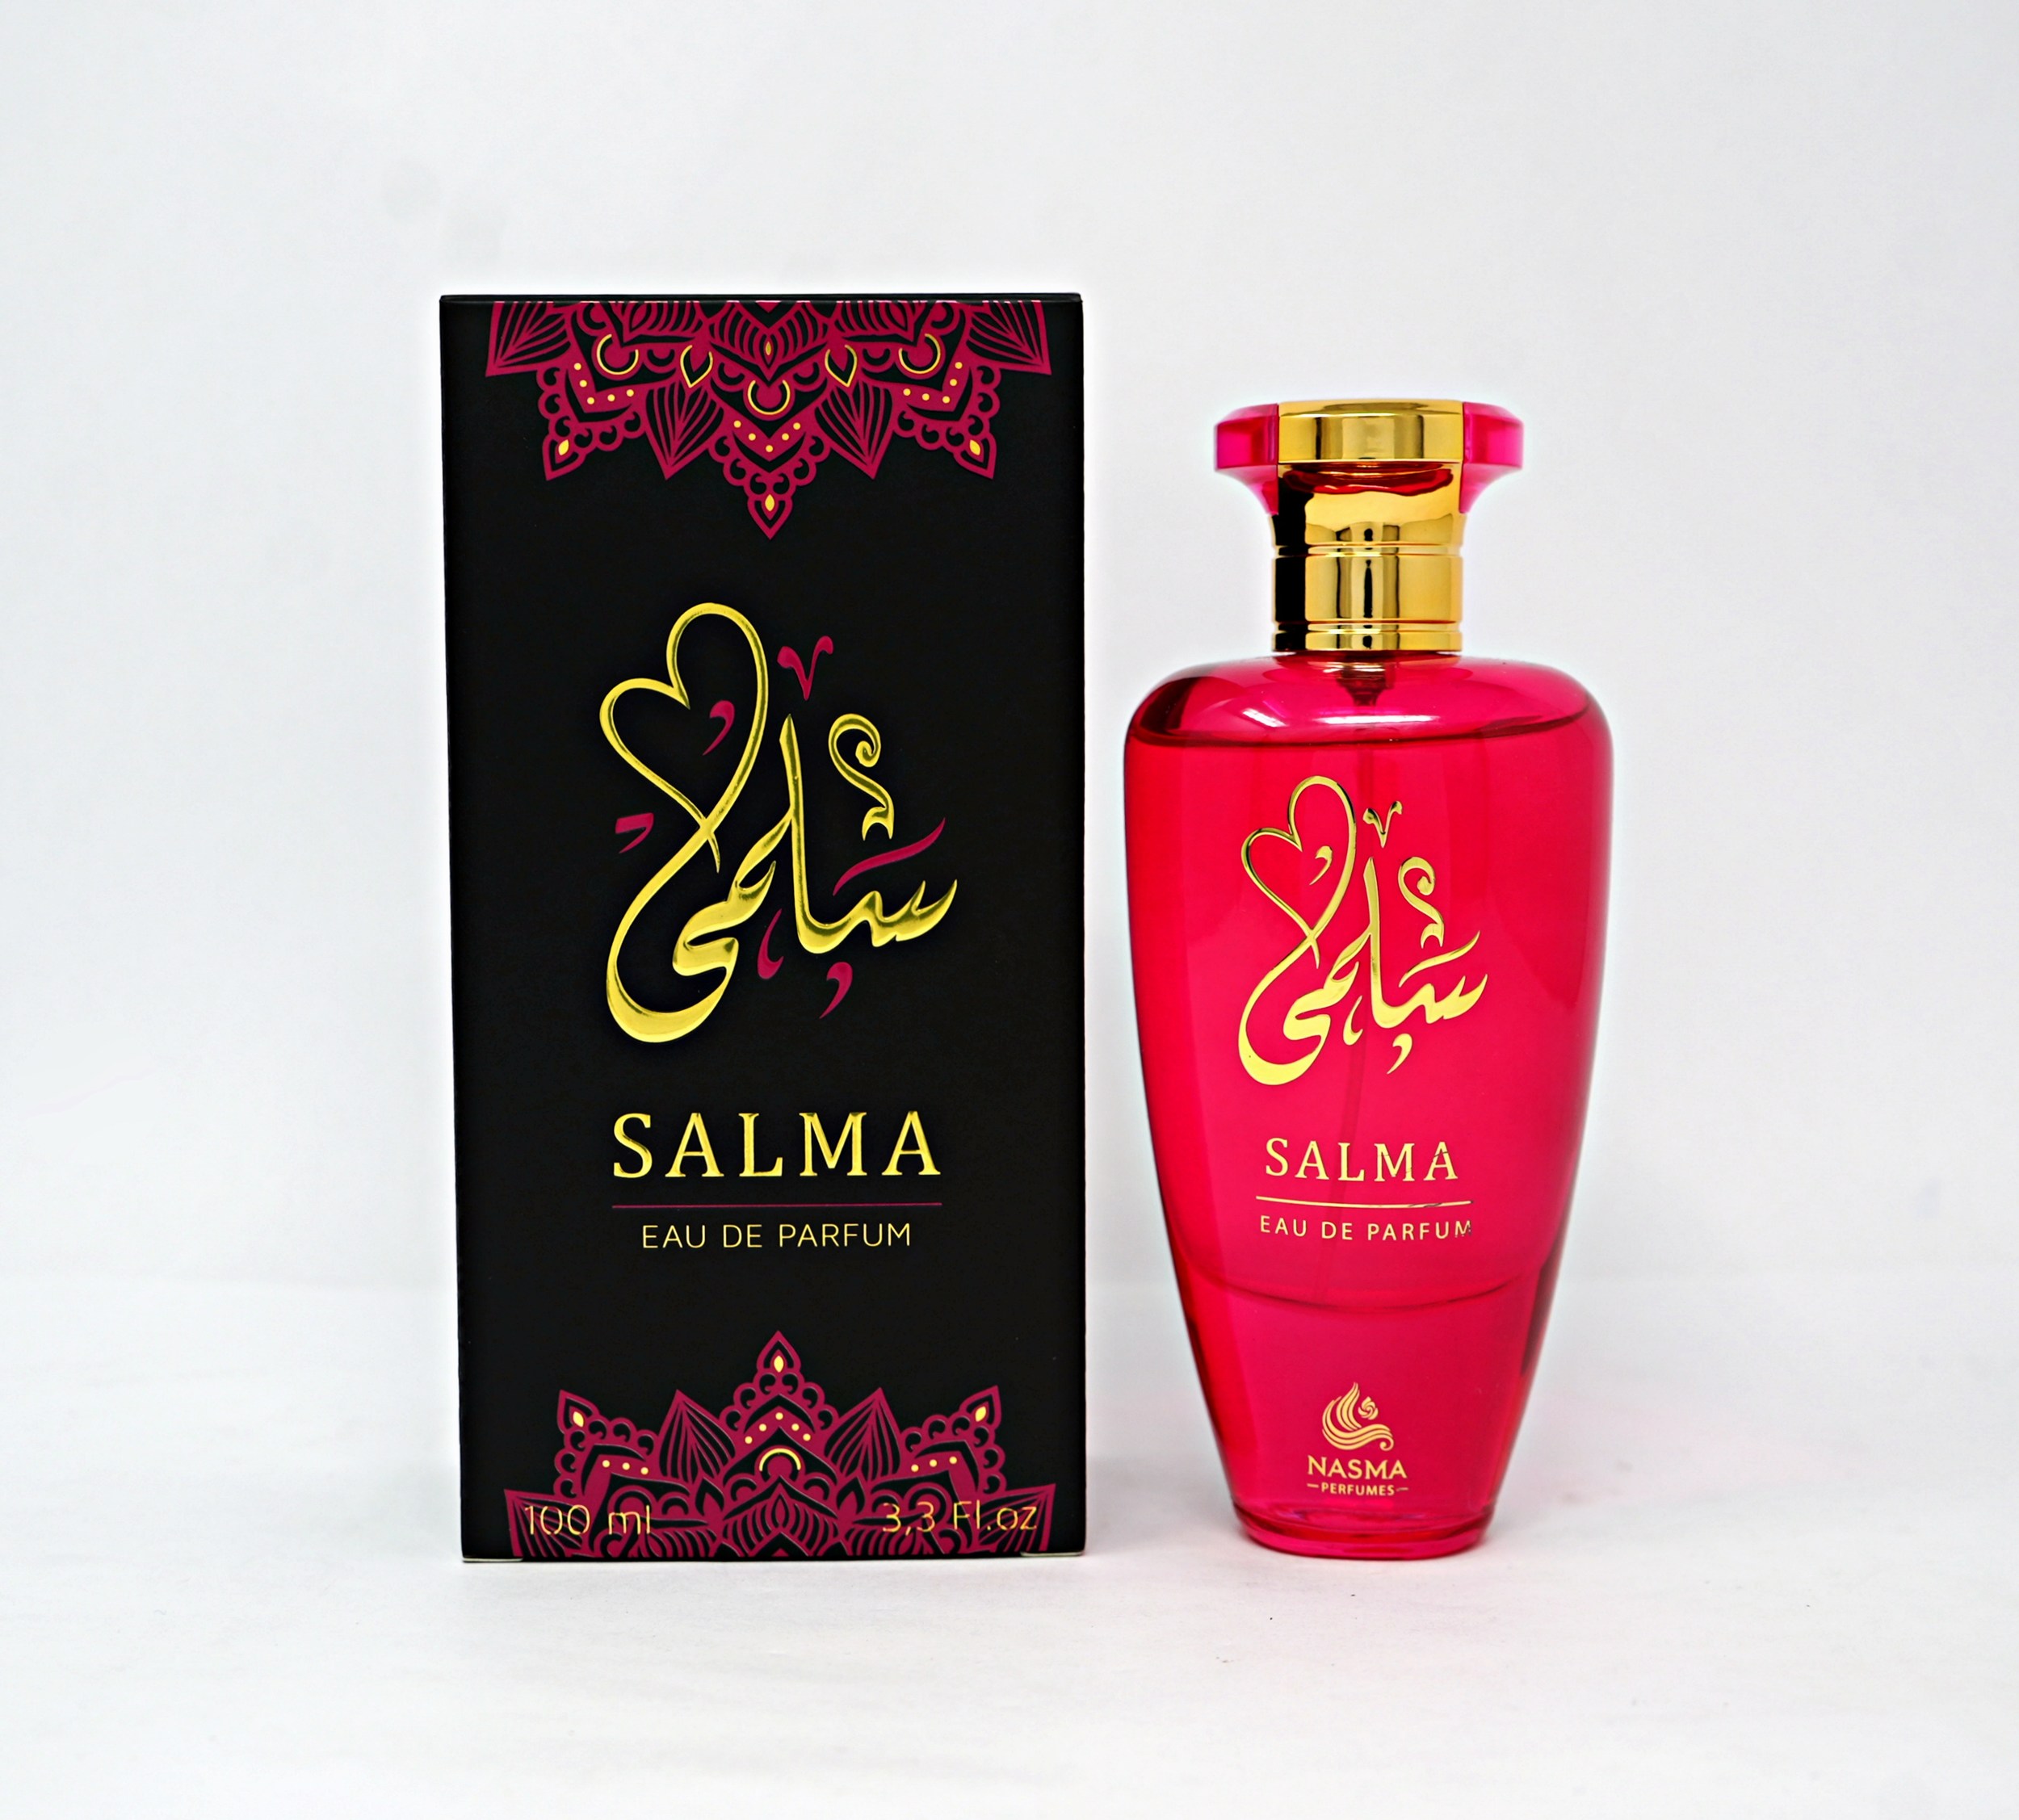 سلمى
SALMA
EAU DE PARFUM
100 ml 3,3 Fl.oz
سلمى
SALMA
EAU DE PARFUM
NASMA
PERFUMES